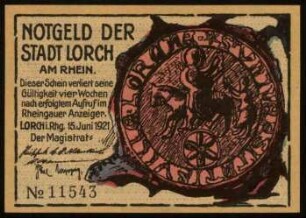 NOTGELD DER
STADT LORCH
AM RHEIN.
Dieser Schein verliert seine
Gültigkeit vier Wochen
nach erfolgtem Aufruf im
Rheingauer Anzeiger.
LORCH i. Rhg. 15. Juni 1921
Der Magistrat:
No 11543